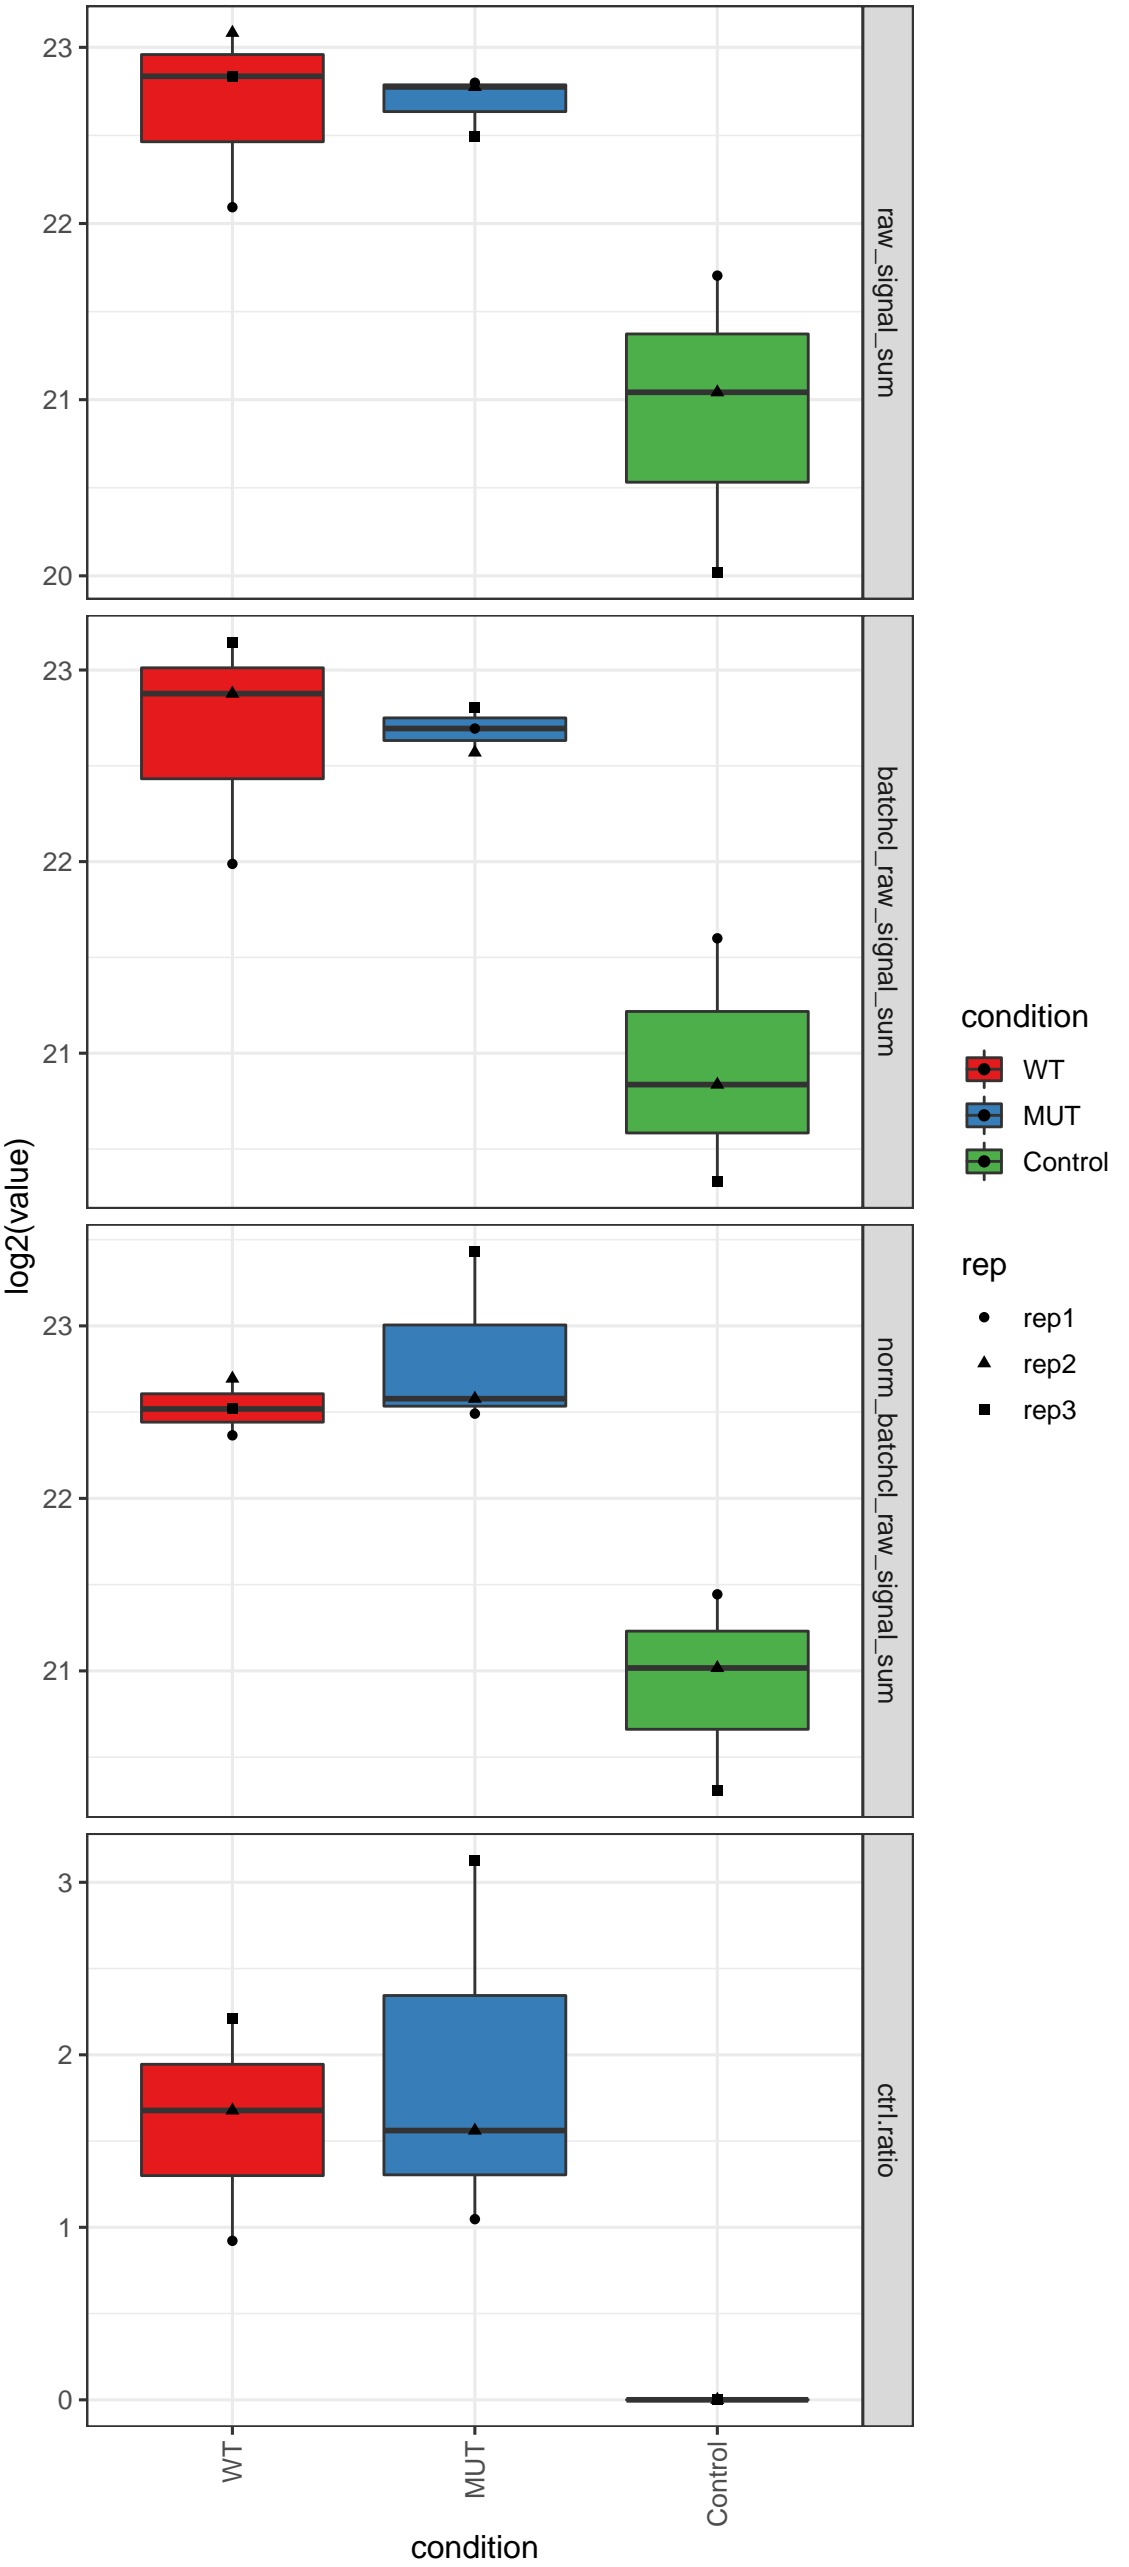 log2(value)
23
22
21
20
raw_signal_sum
23
22
21
batchcl_raw_signal_sum
23
22
21
norm_batchcl_raw_signal_sum
3
2
1
0
ctrl.ratio
WT
MUT
Control
condition
condition
WT
MUT
Control
rep
rep1
rep2
rep3